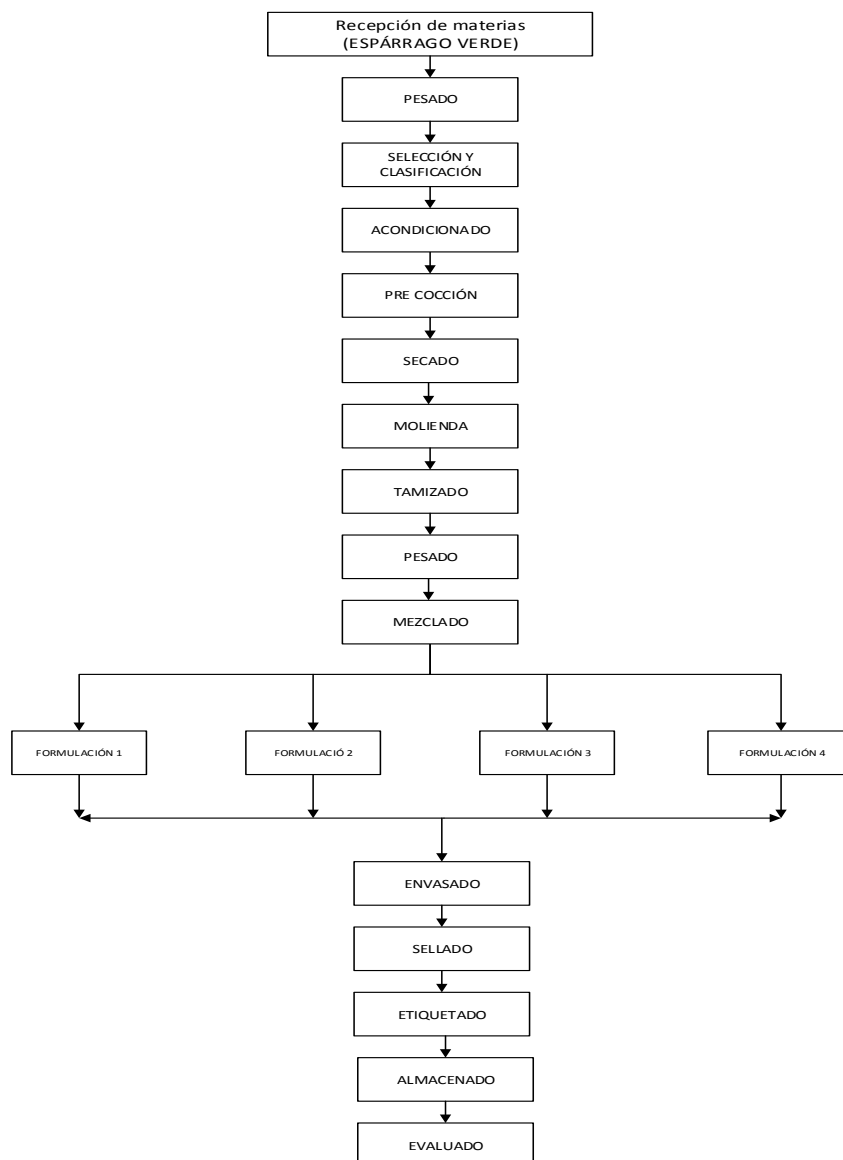 Recepción de materias
(ESPÁRRAGO VERDE)
PESADO
SELECCIÓN Y
CLASIFICACIÓN
ACONDICIONADO
PRE COCCIÓN
SECADO
MOLIENDA
TAMIZADO
PESADO
MEZCLADO
FORMULACIÓN 1
FORMULACIÓ 2
FORMULACIÓN 3
FORMULACIÓN 4
ENVASADO
SELLADO
ETIQUETADO
ALMACENADO
EVALUADO